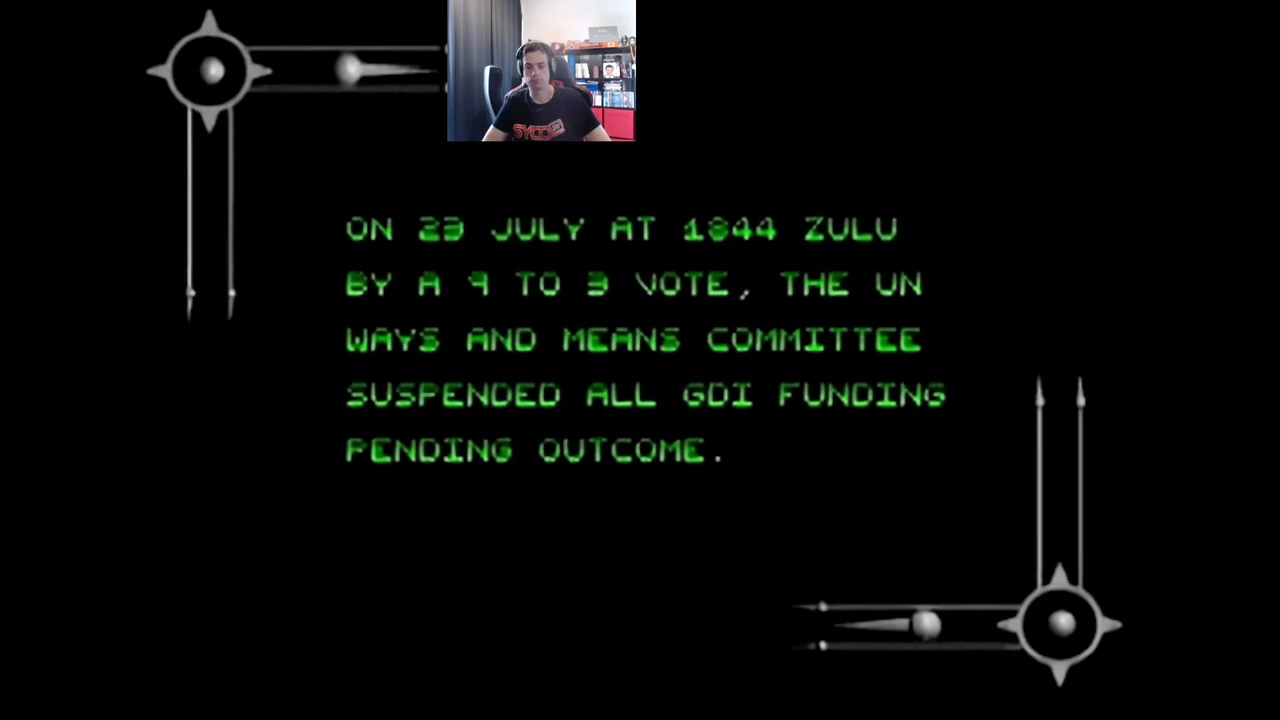 ON 23 JULY AT 1844 ZULU
BY A 9 TO 3 VOTE, THE UN
WAYS AND MEANS COMMITTEE
SUSPENDED ALL GDI FUNDING
PENDING OUTCOME.